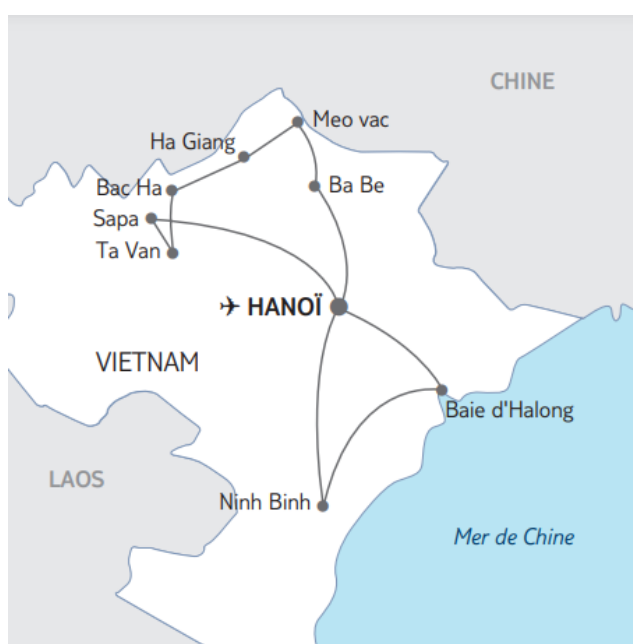 CHINE
Meo vac
Ha Giang
Bac Ha
Ba Be
Sapa
Ta Van
HANOÏ
VIETNAM
Baie d'Halong
LAOS
Ninh Binh
Mer de Chine